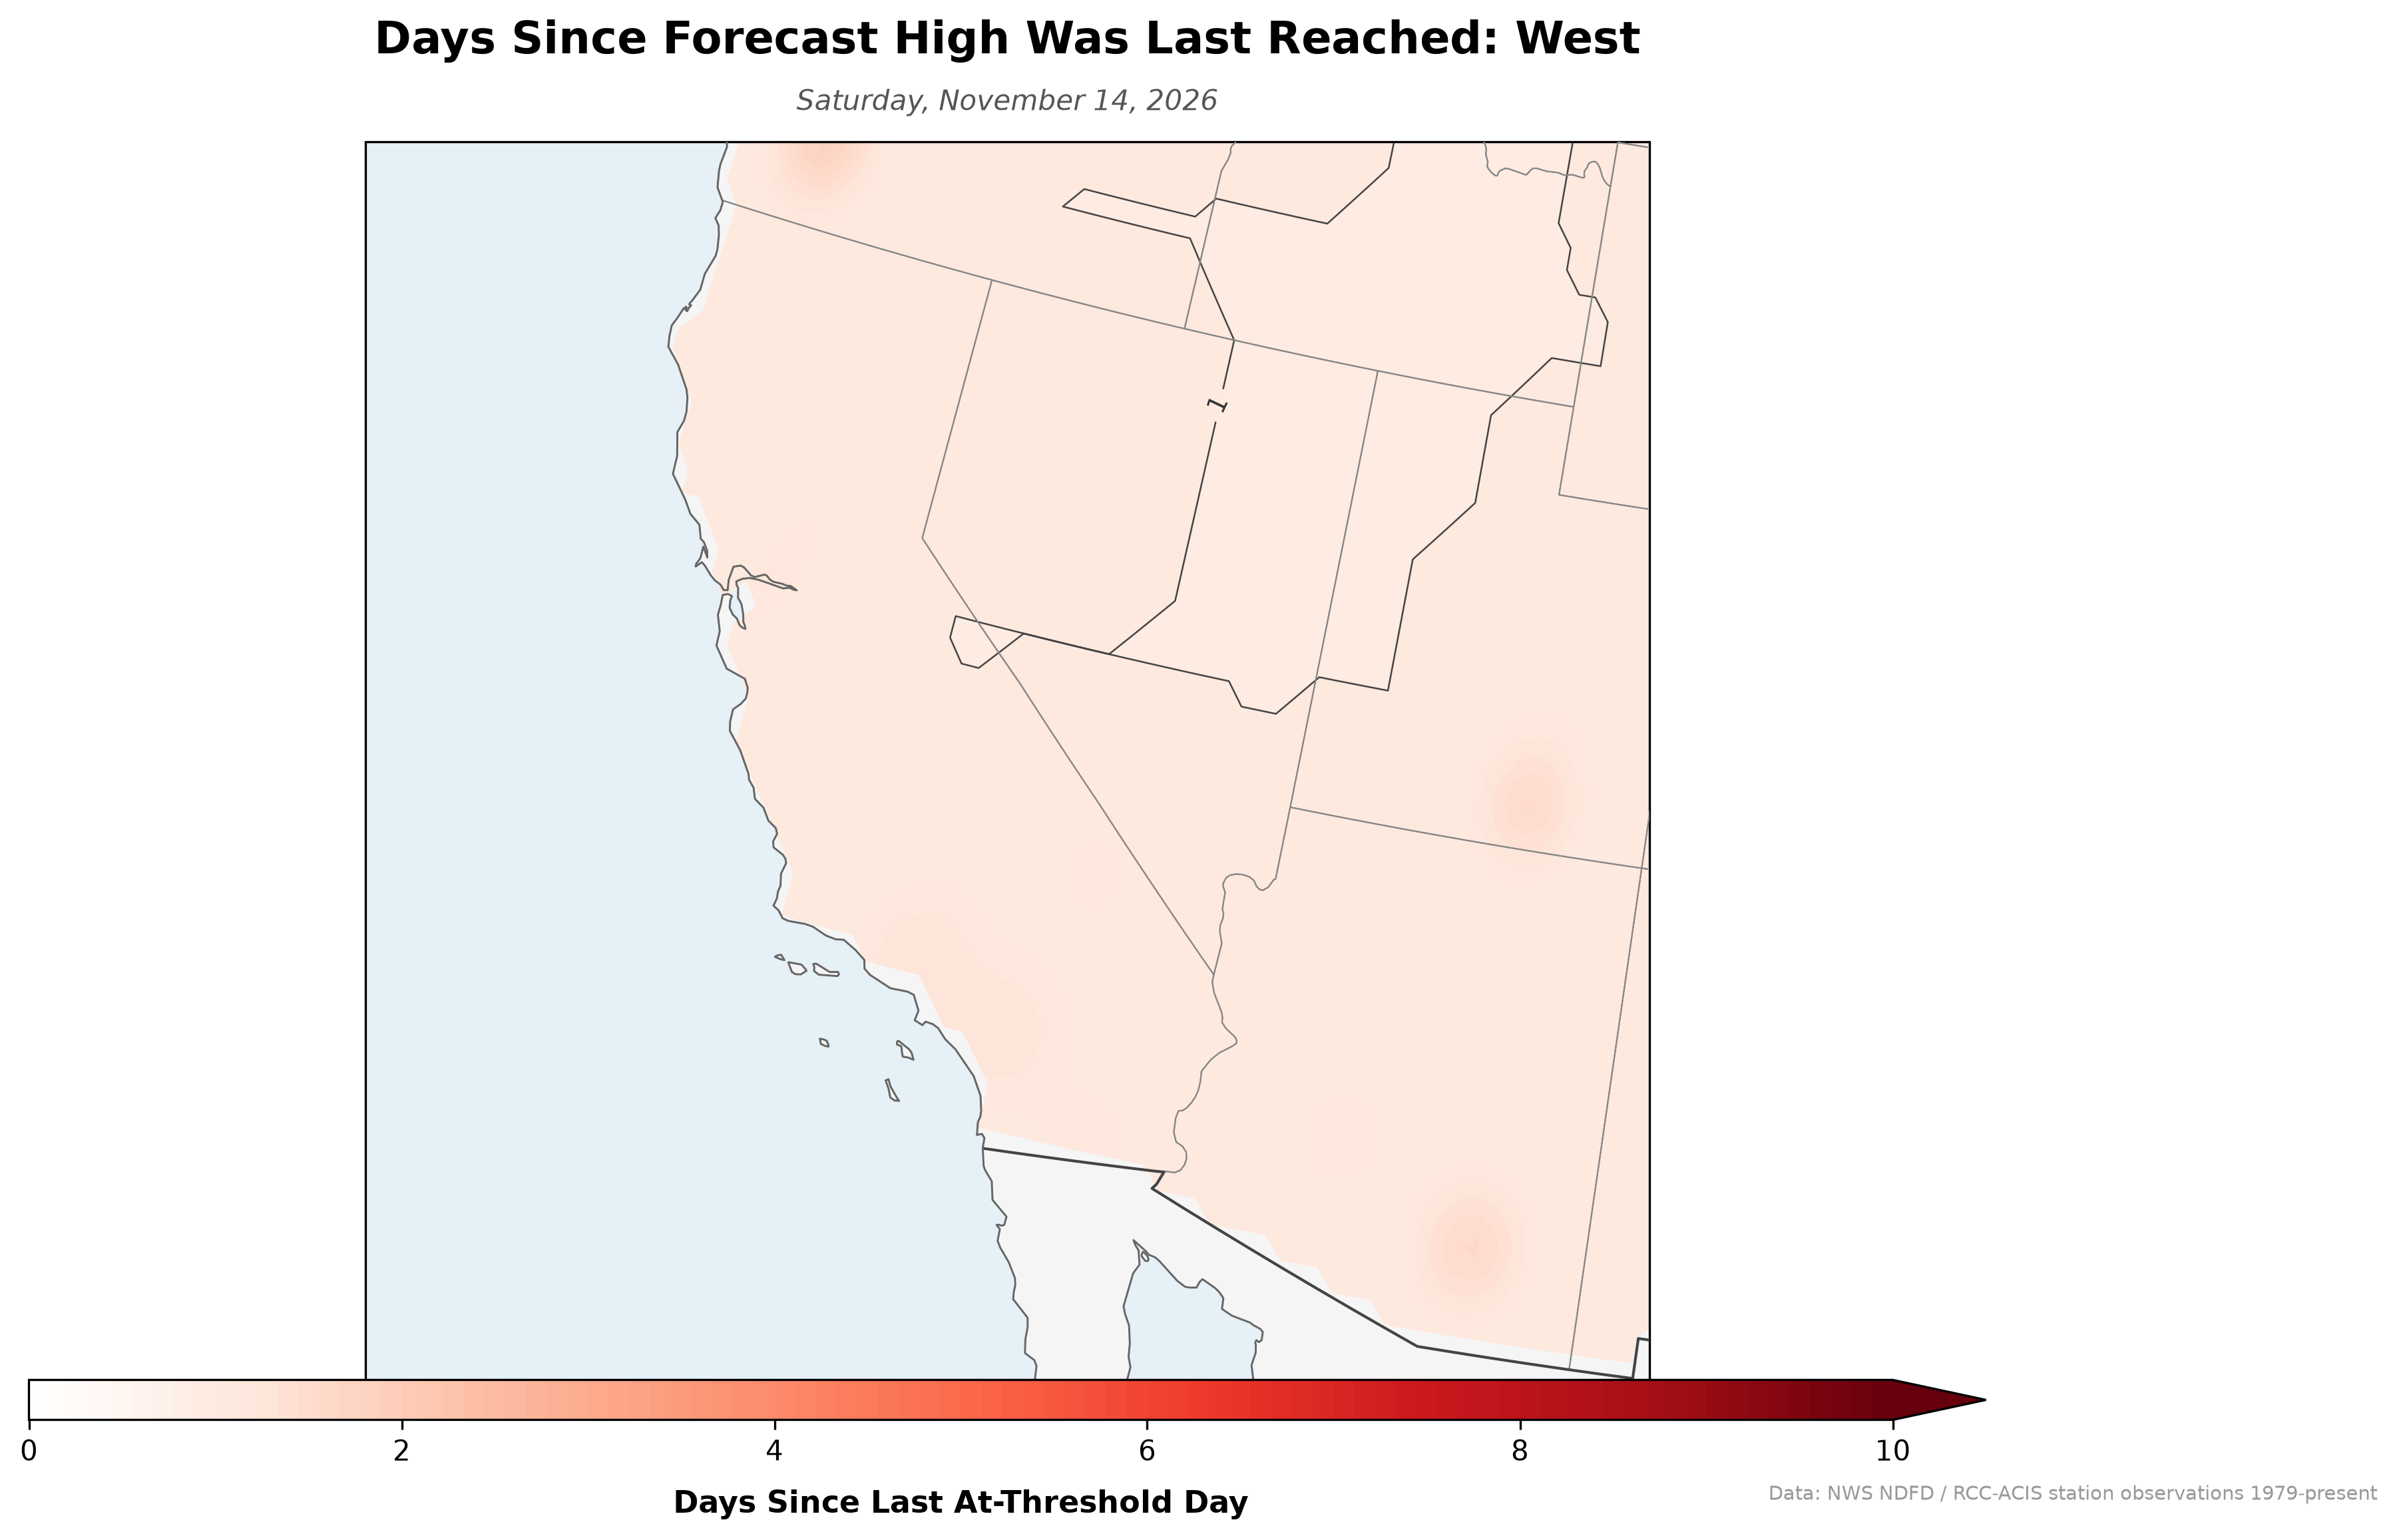 Days Since Forecast High Was Last Reached: West
Saturday, November 14, 2026
1
0 2 4 6 8 10
Days Since Last At-Threshold Day
Data: NWS NDFD / RCC-ACIS station observations 1979-present